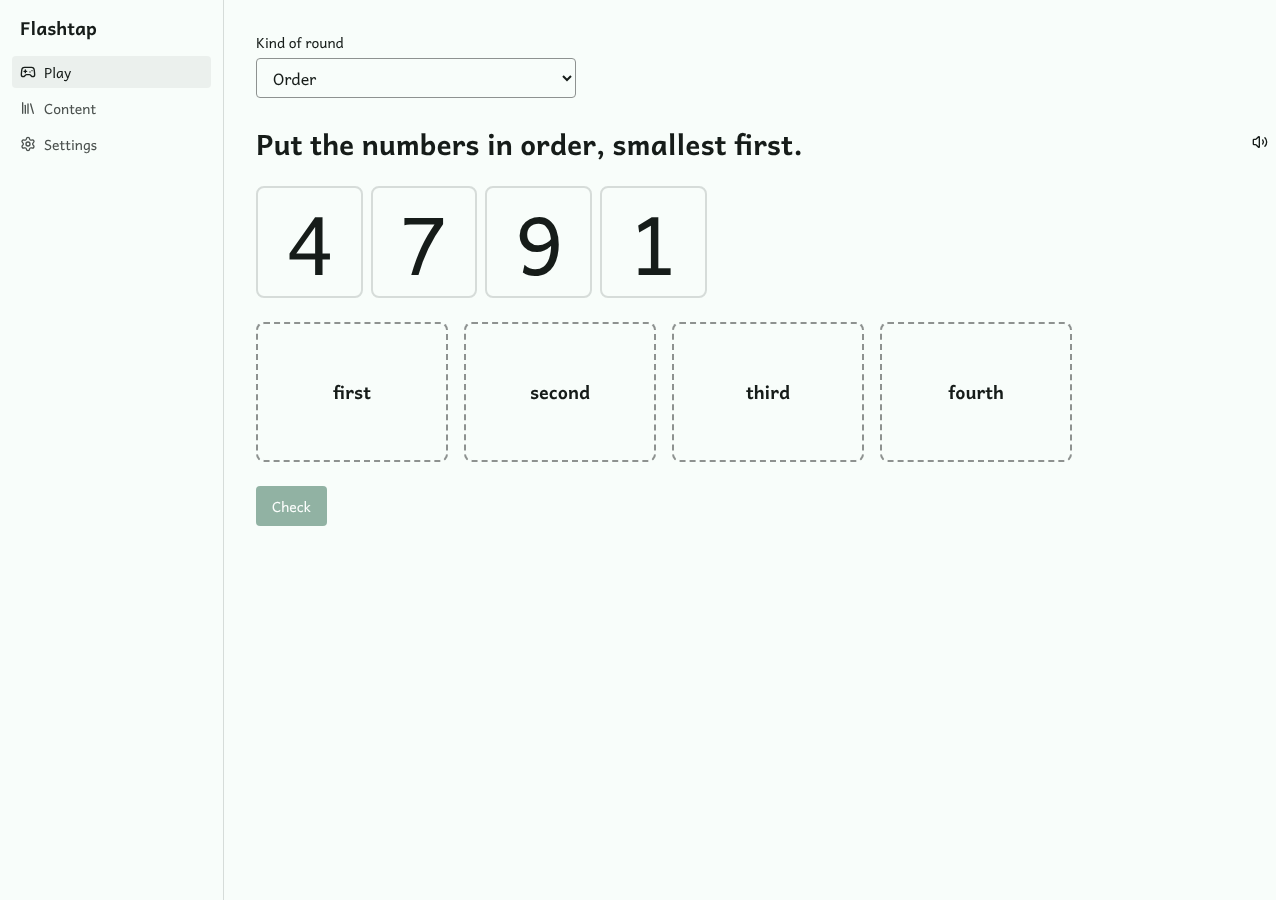 Flashtap
Play
Content
Settings
Kind of round
Order
Put the numbers in order, smallest first.
4 7 9 1
first second third fourth
Check